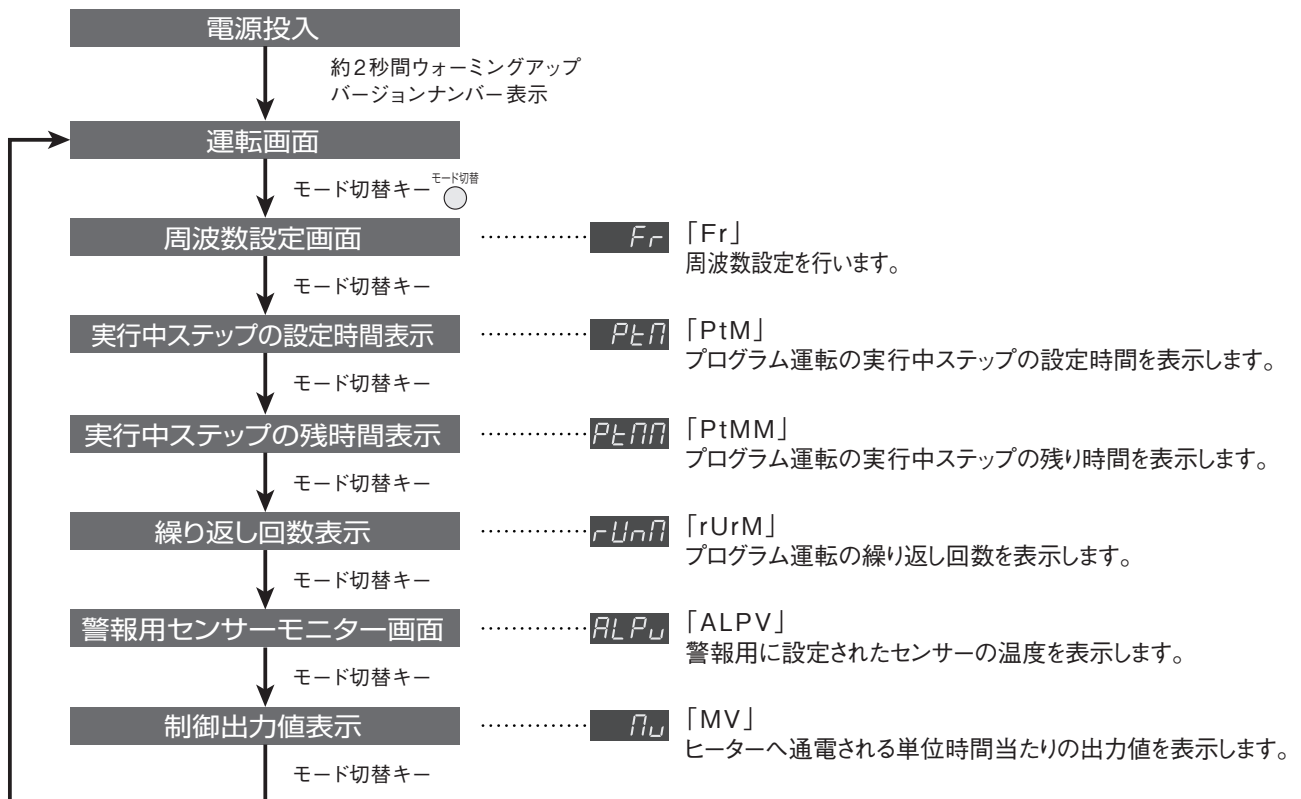 電源投入
約2秒間ウォーミングアップ
バージョンナンバー表示
運転画面
モード切替キー モード切替
周波数設定画面 Fr 「Fr」
周波数設定を行います。
モード切替キー
実行中ステップの設定時間表示 PtM 「PtM」
プログラム運転の実行中ステップの設定時間を表示します。
モード切替キー
実行中ステップの残時間表示 PtMM 「PtMM」
プログラム運転の実行中ステップの残り時間を表示します。
モード切替キー
繰り返し回数表示 rUnM 「rUrM」
プログラム運転の繰り返し回数を表示します。
モード切替キー
警報用センサーモニター画面 ALPv 「ALPV」
警報用に設定されたセンサーの温度を表示します。
モード切替キー
制御出力値表示 Mv 「MV」
ヒーターへ通電される単位時間当たりの出力値を表示します。
モード切替キー